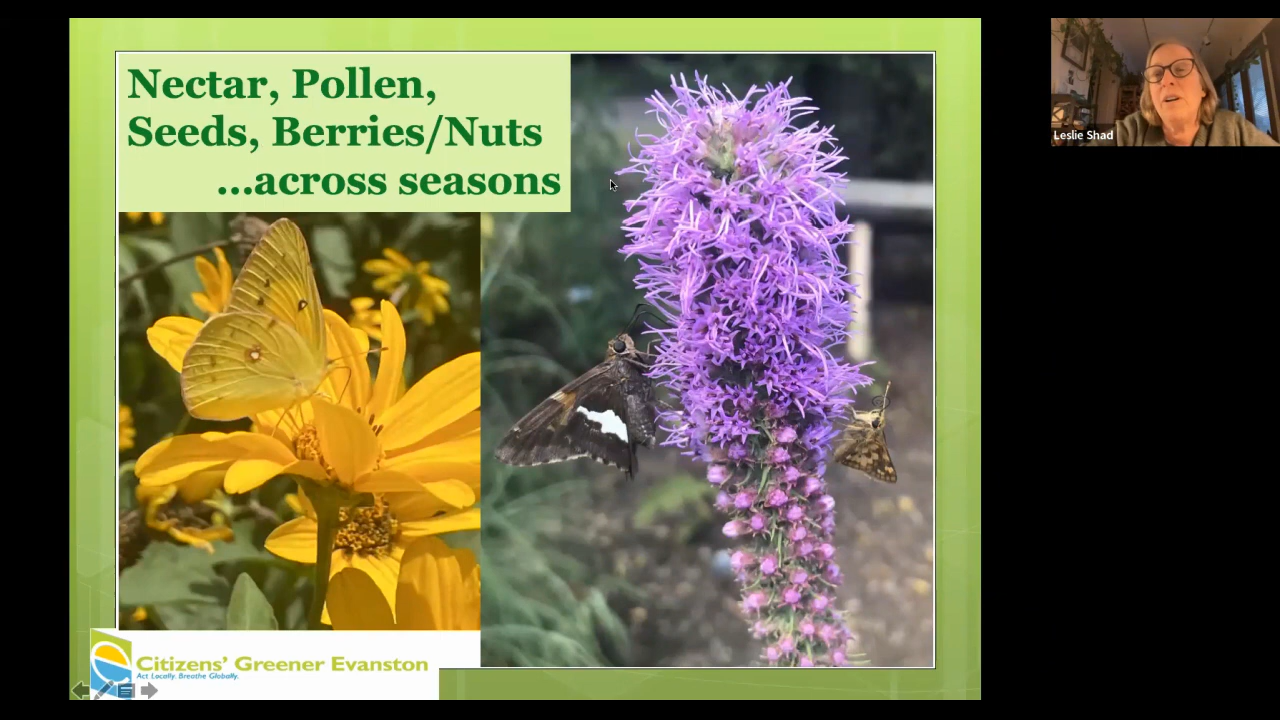 Nectar, Pollen,
Seeds, Berries/Nuts
...across seasons
Leslie Shad
Citizens' Greener Evanston
Act Locally. Breathe Globally.